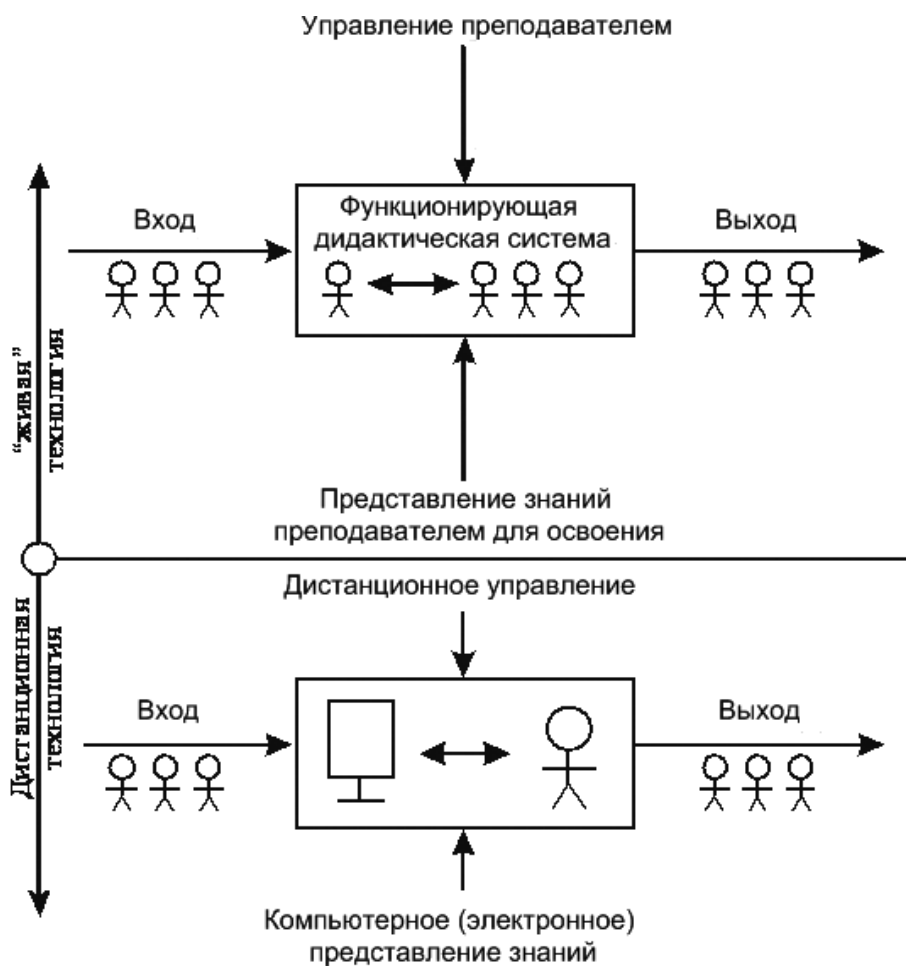 Управление преподавателем
Функционирующая
дидактическая система
Вход
Выход
“живая”
технология
Представление знаний
преподавателем для освоения
Дистанционное управление
Дистанционная
технология
Вход
Выход
Компьютерное (электронное)
представление знаний